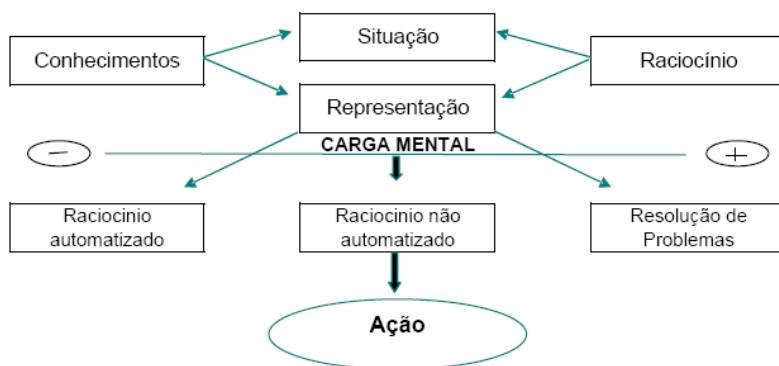 Situação
Conhecimentos
Raciocínio
Representação
CARGA MENTAL
−
+
Raciocinio
automatizado
Raciocinio não
automatizado
Resolução de
Problemas
Ação